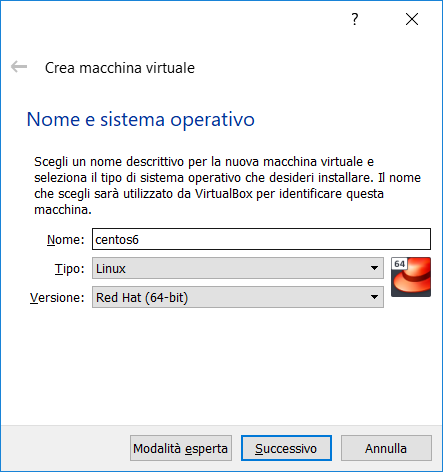 ?
Crea macchina virtuale
Nome e sistema operativo
Scegli un nome descrittivo per la nuova macchina virtuale e
seleziona il tipo di sistema operativo che desideri installare. Il nome
che scegli sarà utilizzato da VirtualBox per identificare questa
macchina.
Nome: centos6
Tipo: Linux
64
Versione: Red Hat (64-bit)
Modalità esperta Successivo Annulla